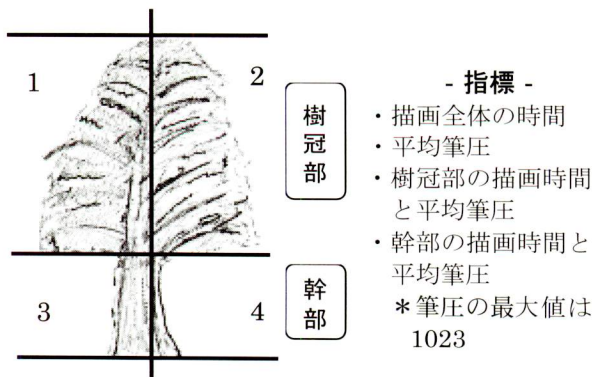 1
2
3
4
樹冠部
幹部
- 指標 -
・描画全体の時間
・平均筆圧
・樹冠部の描画時間
と平均筆圧
・幹部の描画時間と
平均筆圧
＊筆圧の最大値は
1023